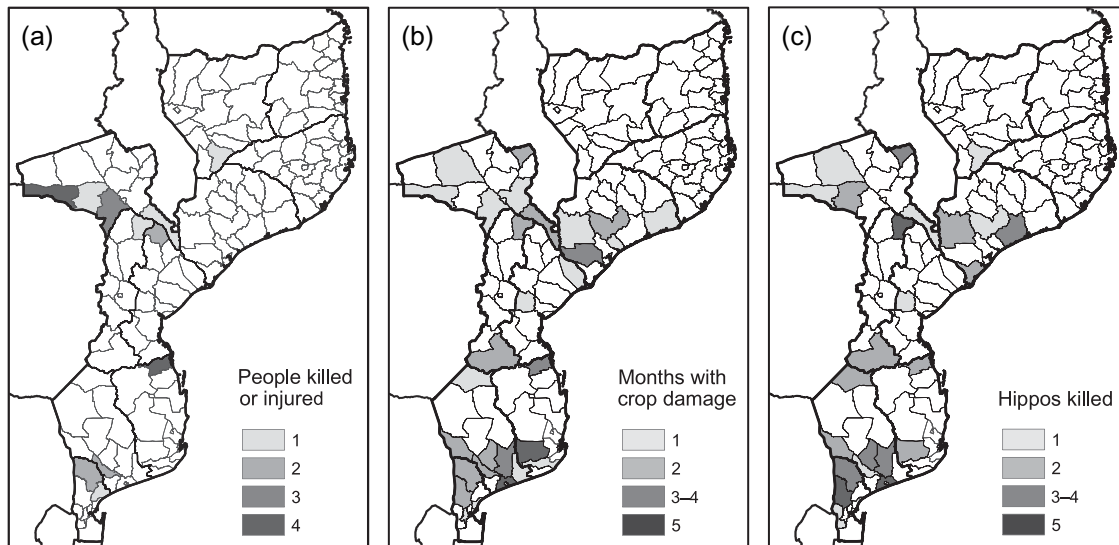 (a)
People killed
or injured
1
2
3
4
(b)
Months with
crop damage
1
2
3–4
5
(c)
Hippos killed
1
2
3–4
5